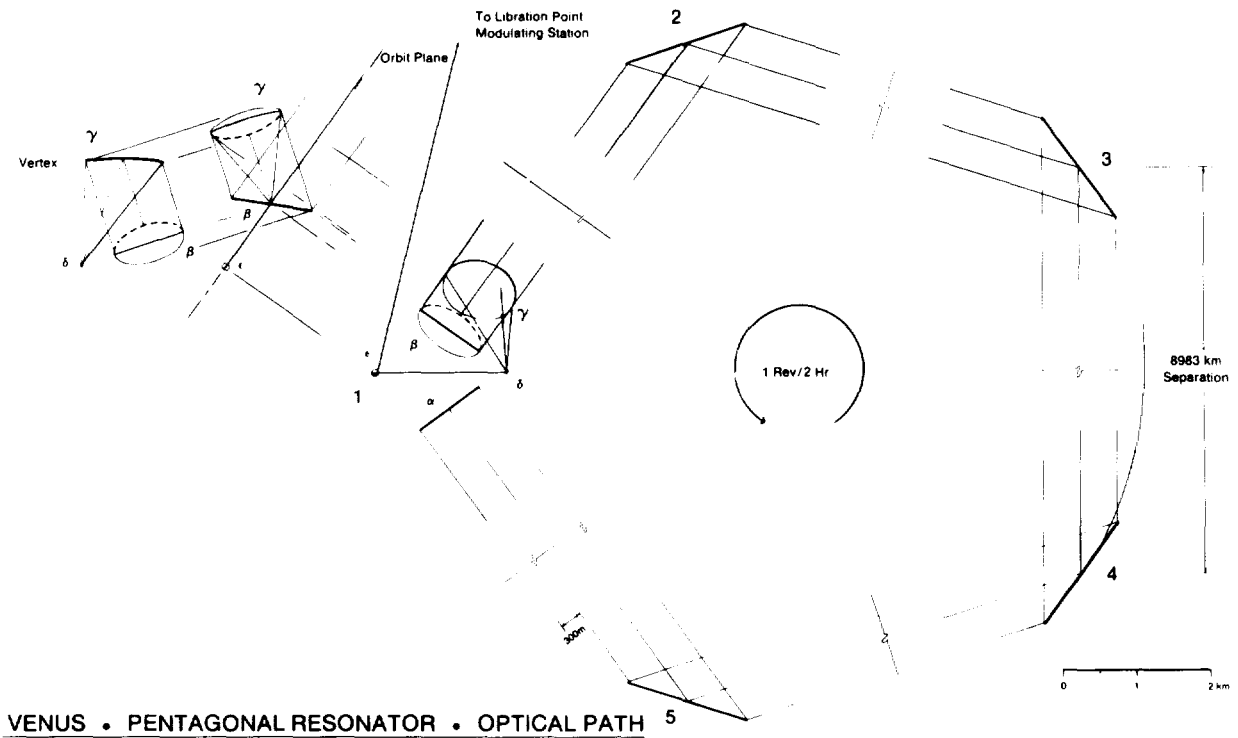 To Libration Point
Modulating Station
2
Orbit Plane
γ
γ
Vertex
3
β
β
δ
ε
γ
β
8983 km
Separation
1 Rev/2 Hr
δ
1
α
4
300m
0 1 2 km
5
VENUS • PENTAGONAL RESONATOR • OPTICAL PATH